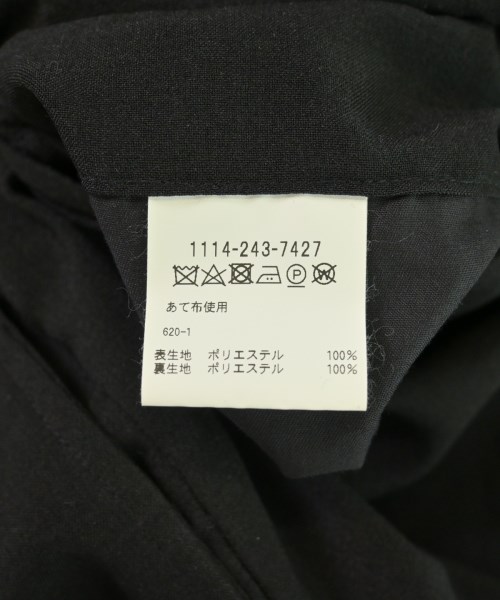 1114-243-7427
あて布使用
620-1
表生地 ポリエステル 100%
裏生地 ポリエステル 100%